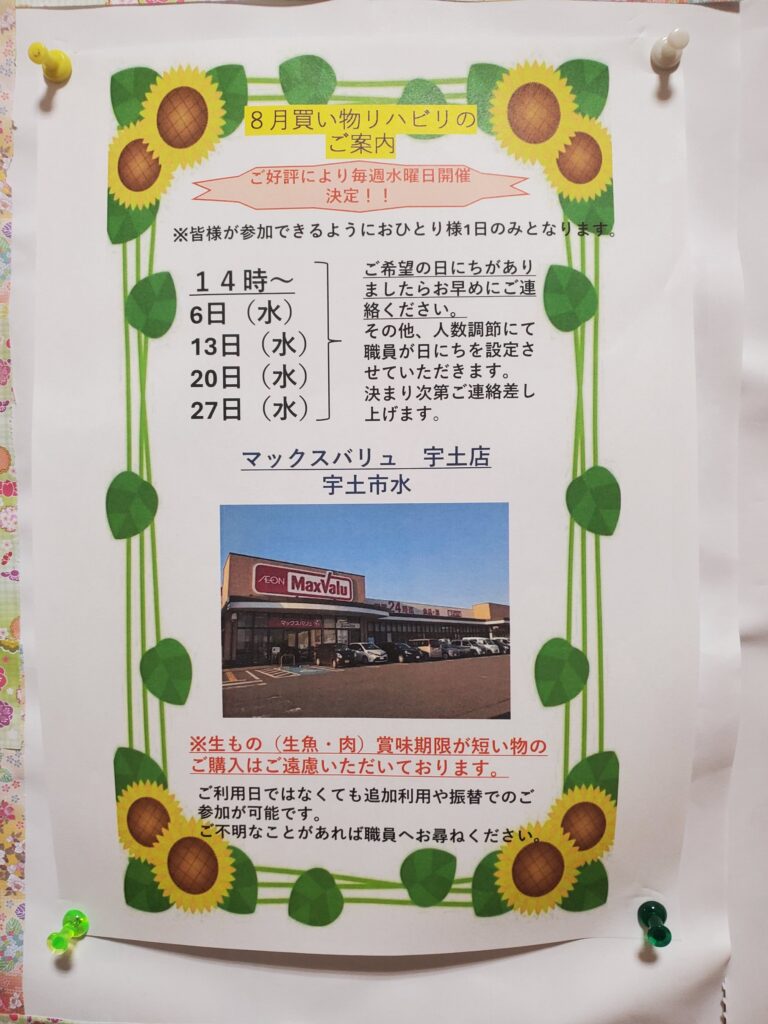 8月買い物リハビリの
ご案内
ご好評により毎週水曜日開催
決定！！
※皆様が参加できるようにおひとり様1日のみとなります。
１４時～
6日（水）
13日（水）
20日（水）
27日（水）
ご希望の日にちがあり
ましたらお早めにご連
絡ください。
その他、人数調節にて
職員が日にちを設定さ
せていただきます。
決まり次第ご連絡差し
上げます。
マックスバリュ　宇土店
宇土市水
ÆON MaxValu
マックスバリュ
24時間
※生もの（生魚・肉）賞味期限が短い物の
ご購入はご遠慮いただいております。
ご利用日ではなくても追加利用や振替でのご
参加が可能です。
ご不明なことがあれば職員へお尋ねください。